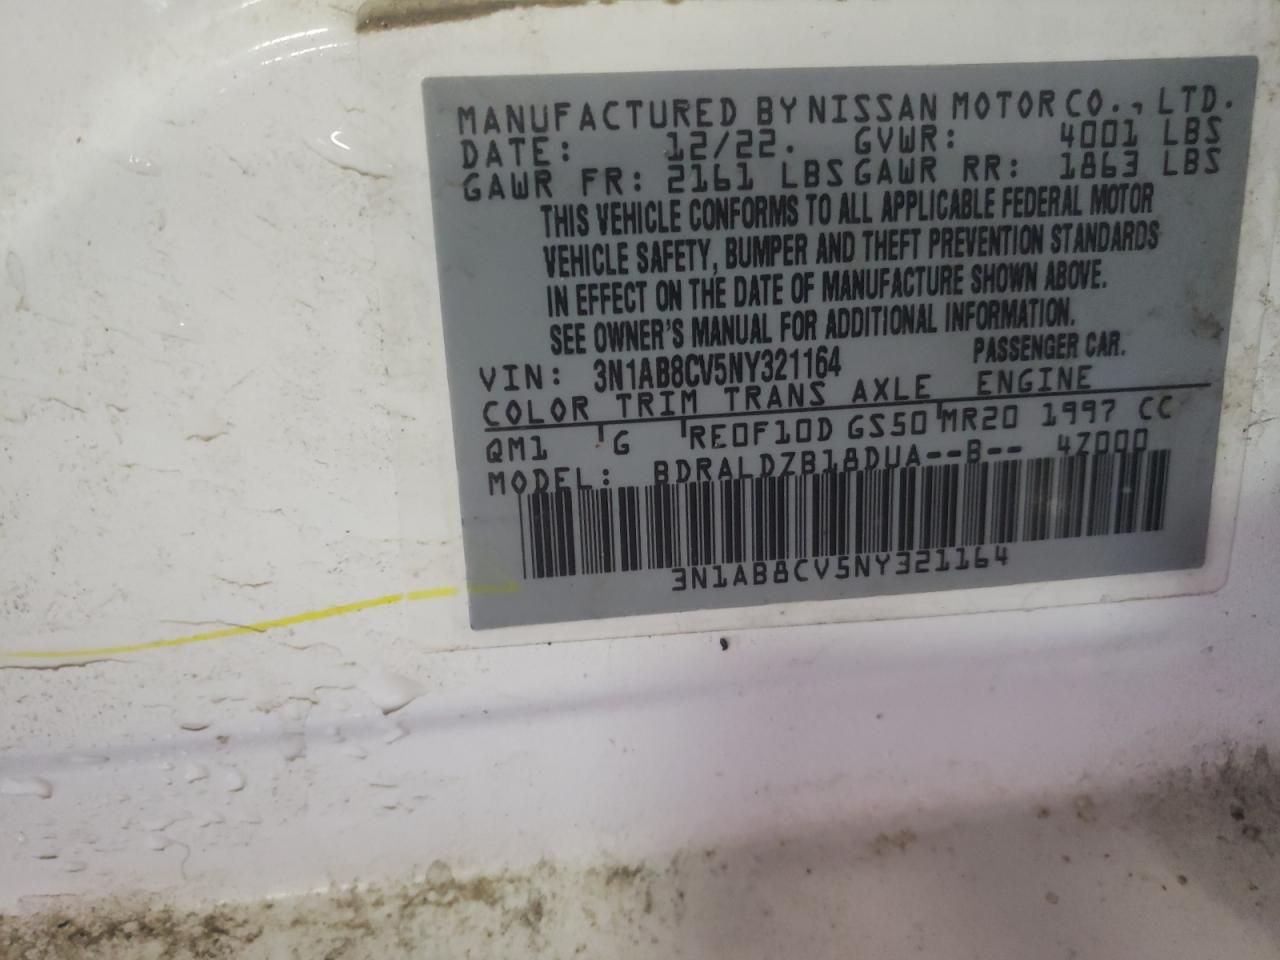 MANUFACTURED BY NISSAN MOTOR CO., LTD.
DATE: 12/22. GVWR: 4001 LBS
GAWR FR: 2161 LBS GAWR RR: 1863 LBS
THIS VEHICLE CONFORMS TO ALL APPLICABLE FEDERAL MOTOR
VEHICLE SAFETY, BUMPER AND THEFT PREVENTION STANDARDS
IN EFFECT ON THE DATE OF MANUFACTURE SHOWN ABOVE.
SEE OWNER'S MANUAL FOR ADDITIONAL INFORMATION.
VIN: 3N1AB8CV5NY321164 PASSENGER CAR.
COLOR TRIM TRANS AXLE ENGINE
QM1 G RE0F10D GS50 MR20 1997 CC
MODEL: BDRALDZB18DUA--B-- 4Z000
3N1AB8CV5NY321164